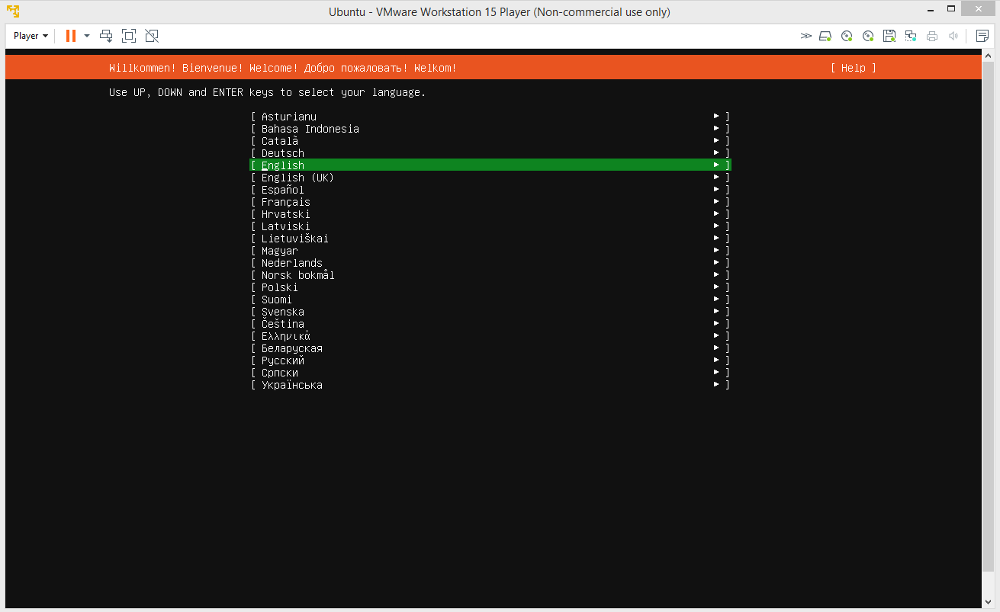 Ubuntu - VMware Workstation 15 Player (Non-commercial use only)
Player
Willkommen! Bienvenue! Welcome! Добро пожаловать! Welkom! [ Help ]
Use UP, DOWN and ENTER keys to select your language.
[ Asturianu ► ]
[ Bahasa Indonesia ► ]
[ Català ► ]
[ Deutsch ► ]
[ English ► ]
[ English (UK) ► ]
[ Español ► ]
[ Français ► ]
[ Hrvatski ► ]
[ Latviski ► ]
[ Lietuviškai ► ]
[ Magyar ► ]
[ Nederlands ► ]
[ Norsk bokmål ► ]
[ Polski ► ]
[ Suomi ► ]
[ Svenska ► ]
[ Čeština ► ]
[ Ελληνικά ► ]
[ Беларуская ► ]
[ Русский ► ]
[ Српски ► ]
[ Українська ► ]